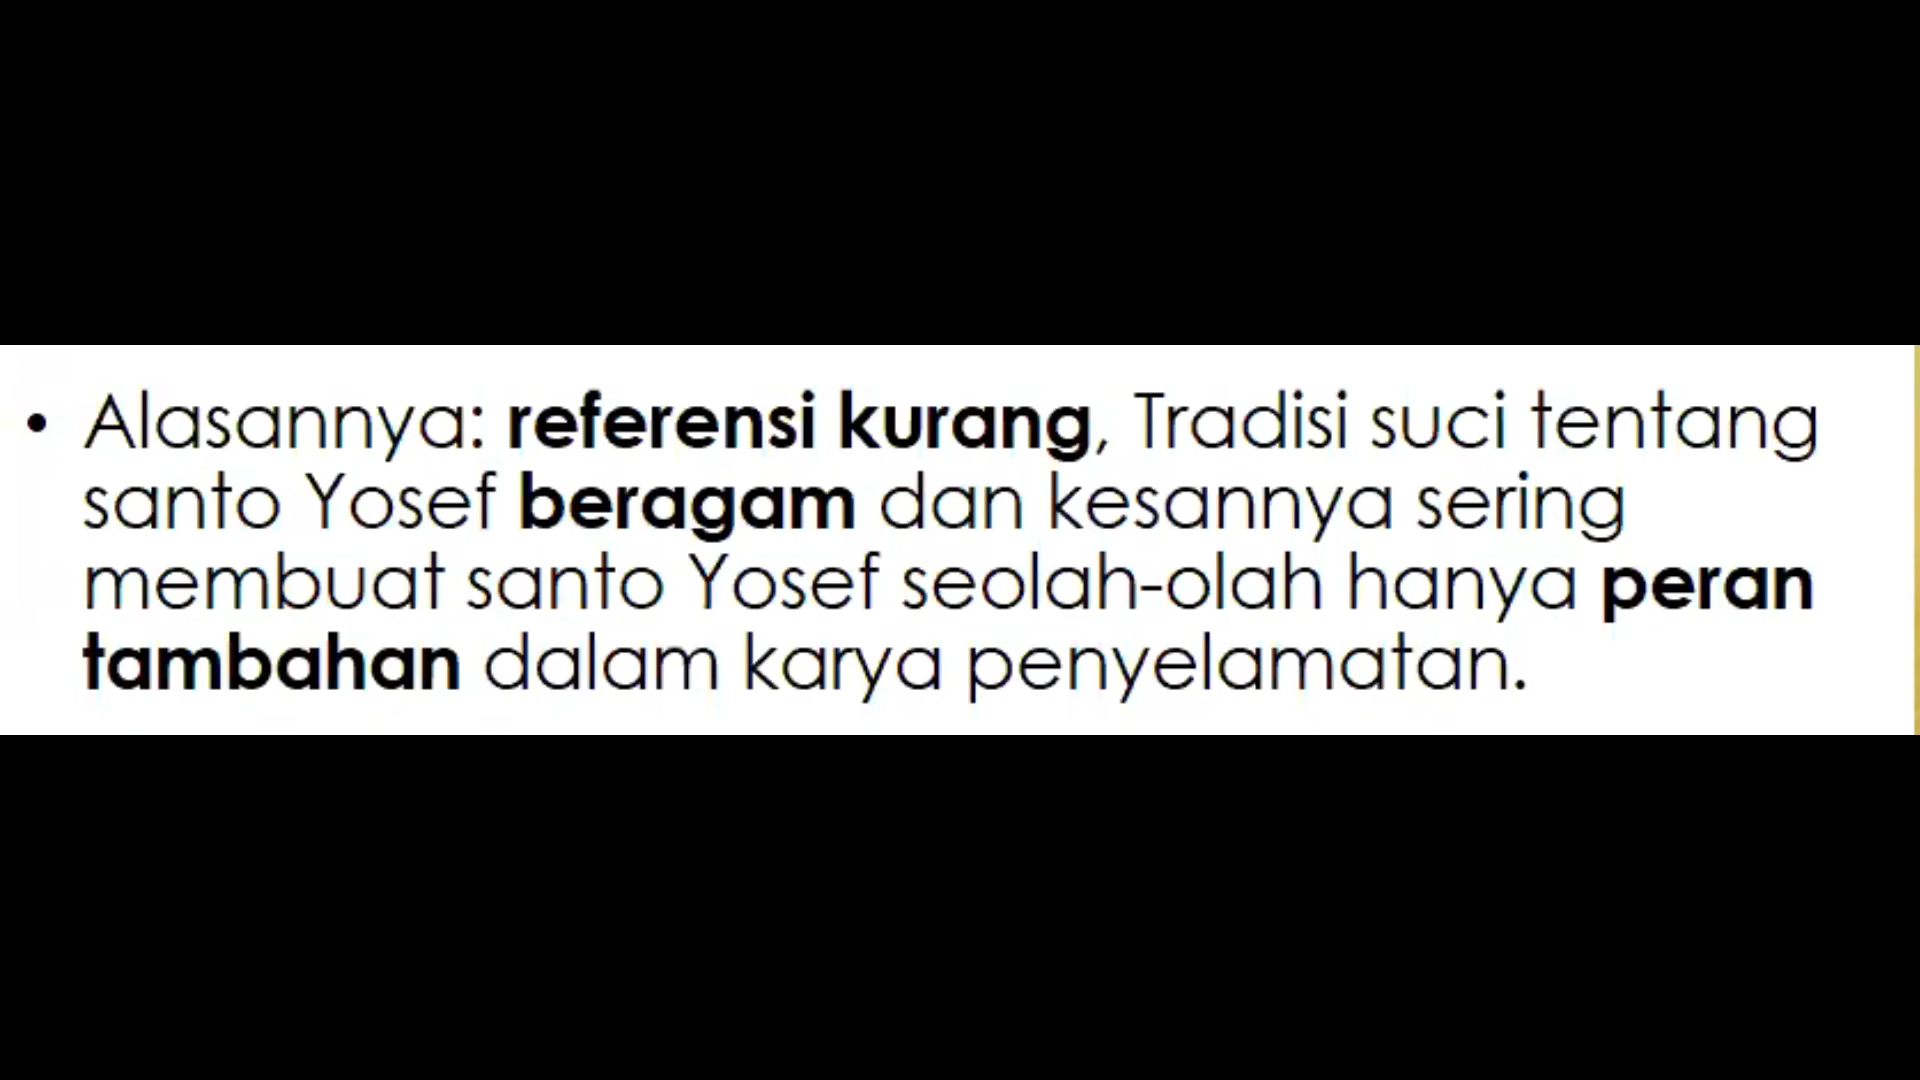 • Alasannya: referensi kurang, Tradisi suci tentang
santo Yosef beragam dan kesannya sering
membuat santo Yosef seolah-olah hanya peran
tambahan dalam karya penyelamatan.